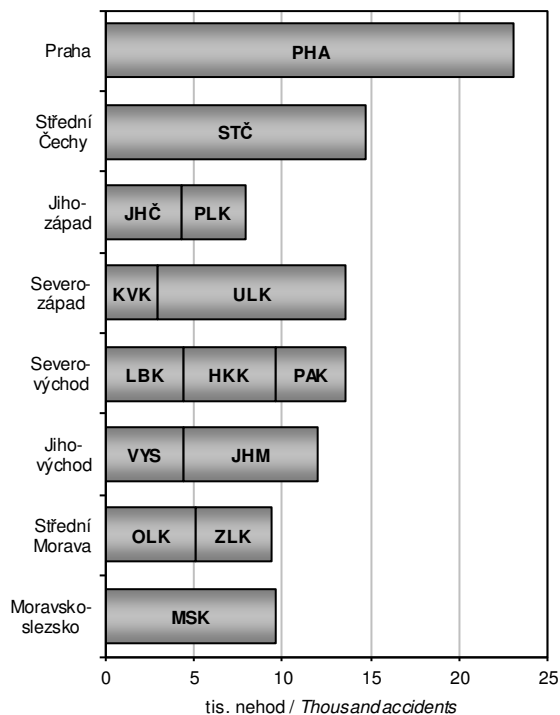 Praha
PHA
Střední
Čechy
STČ
Jiho-
západ
JHČ PLK
Severo-
západ
KVK ULK
Severo-
východ
LBK HKK PAK
Jiho-
východ
VYS JHM
Střední
Morava
OLK ZLK
Moravsko-
slezsko
MSK
0 5 10 15 20 25
tis. nehod / Thousand accidents